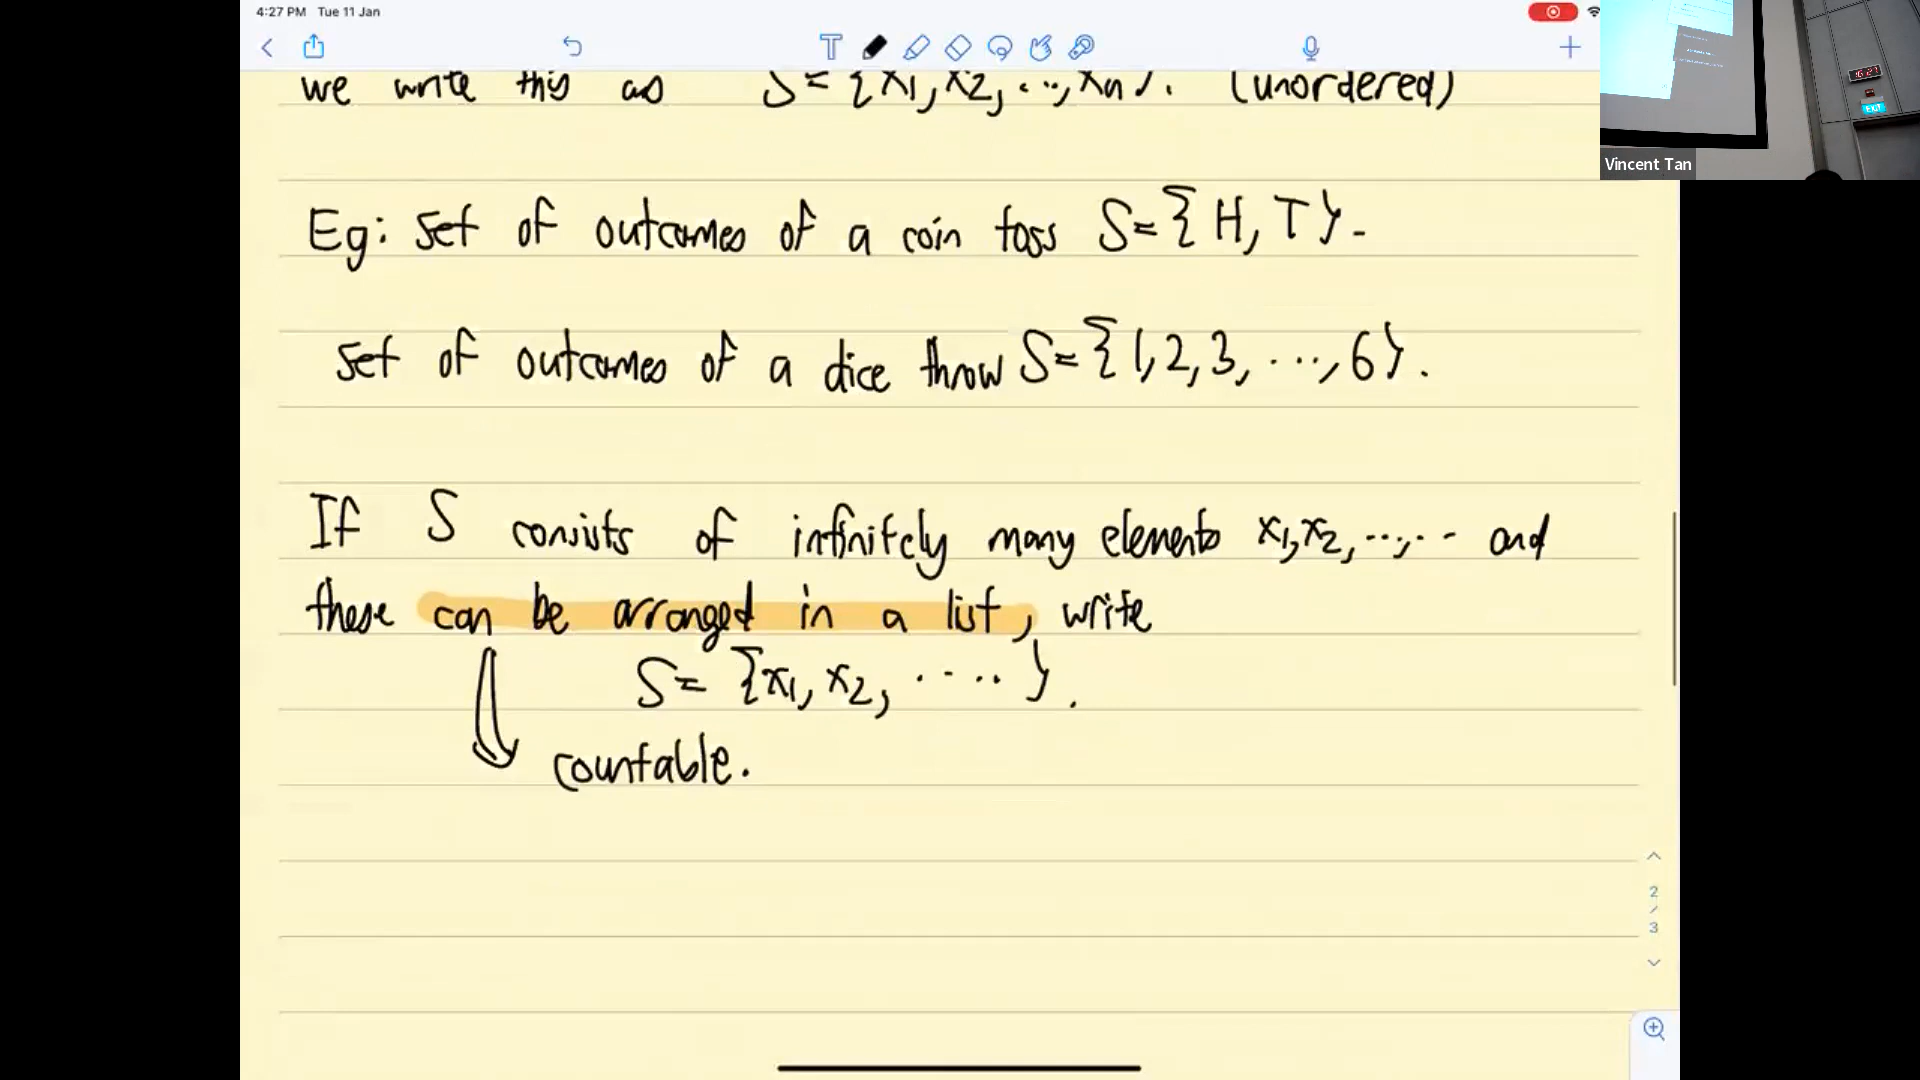 4:27 PM Tue 11 Jan
we write this as S = {x1, x2, ..., xn}. (unordered)
Vincent Tan
Eg: Set of outcomes of a coin toss S = { H, T }.
Set of outcomes of a dice throw S = { 1, 2, 3, ..., 6 }.
If S consists of infinitely many elements x1, x2, ..., .. and
these can be arranged in a list, write
S = {x1, x2, ..... }.
countable.
2
/
3
EXIT